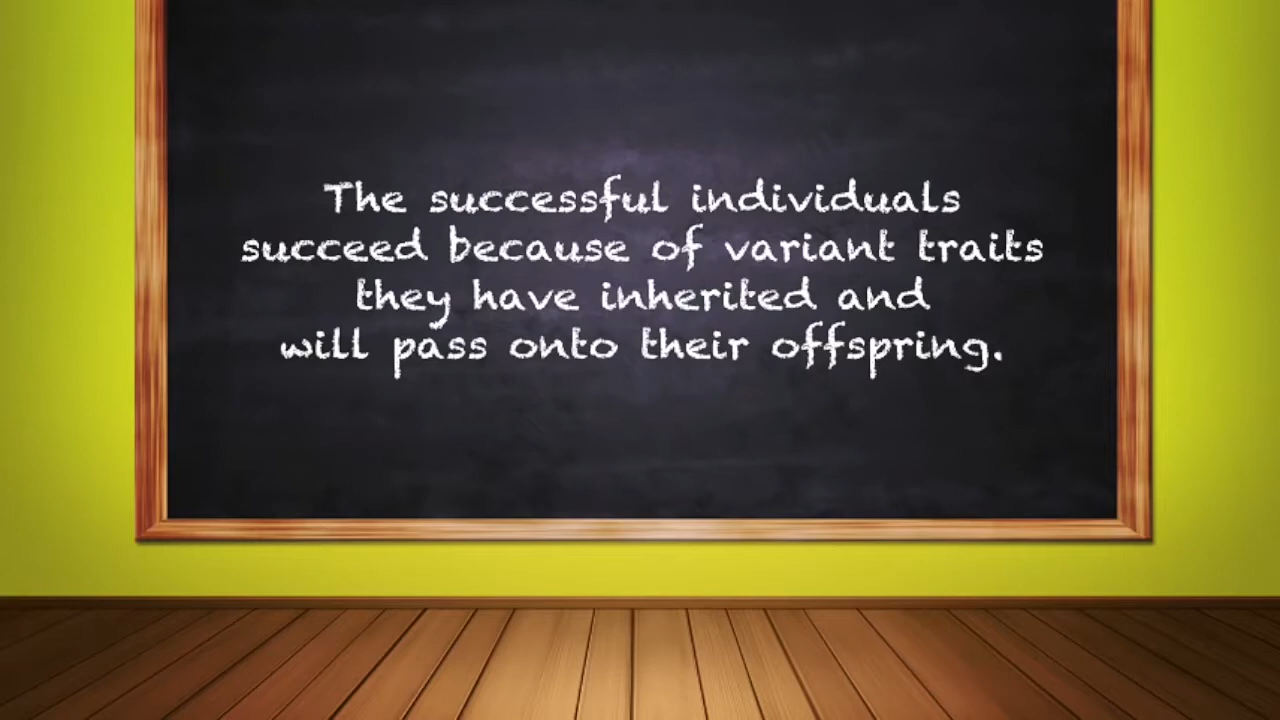 The successful individuals
succeed because of variant traits
they have inherited and
will pass onto their offspring.